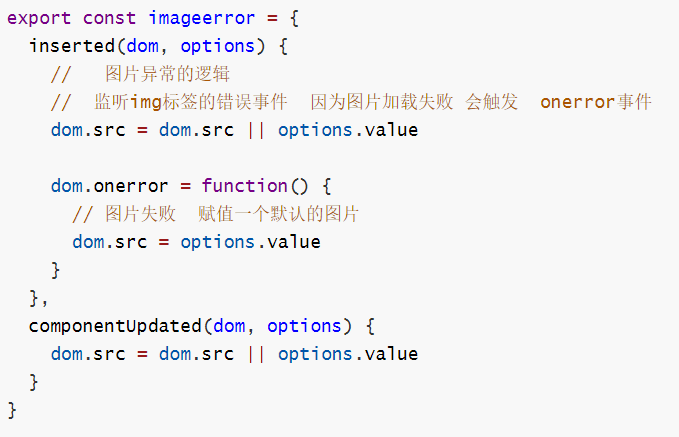 export const imageerror = {
  inserted(dom, options) {
    //   图片异常的逻辑
    //  监听img标签的错误事件  因为图片加载失败 会触发  onerror事件
    dom.src = dom.src || options.value

    dom.onerror = function() {
      // 图片失败  赋值一个默认的图片
      dom.src = options.value
    }
  },
  componentUpdated(dom, options) {
    dom.src = dom.src || options.value
  }
}